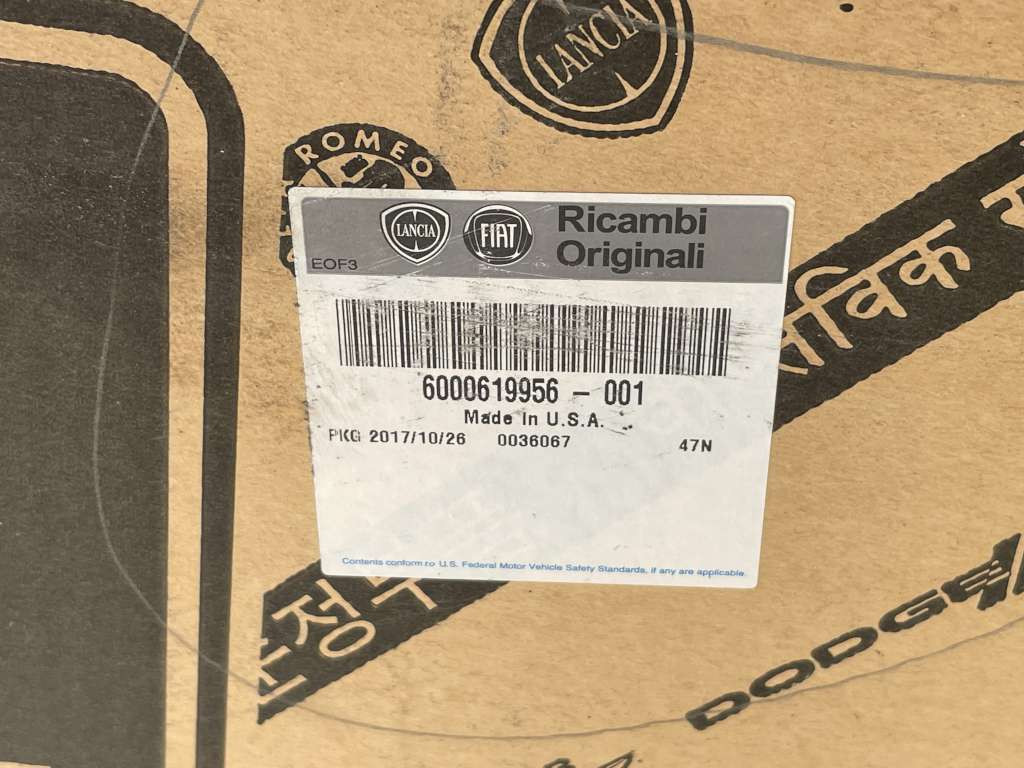 LANCIA
ROMEO
LANCIA
FIAT
Ricambi
Originali
EOF3
6000619956 - 001
Made In U.S.A.
PKG 2017/10/26 0036067 47N
Contents conform to U.S. Federal Motor Vehicle Safety Standards, if any are applicable.
DODGE